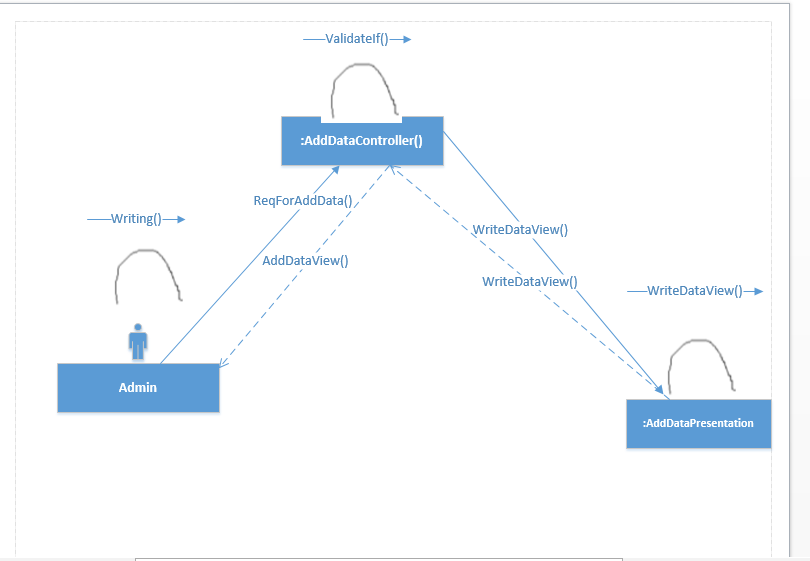 ValidateIf()
:AddDataController()
ReqForAddData()
Writing()
WriteDataView()
AddDataView()
WriteDataView()
WriteDataView()
Admin
:AddDataPresentation